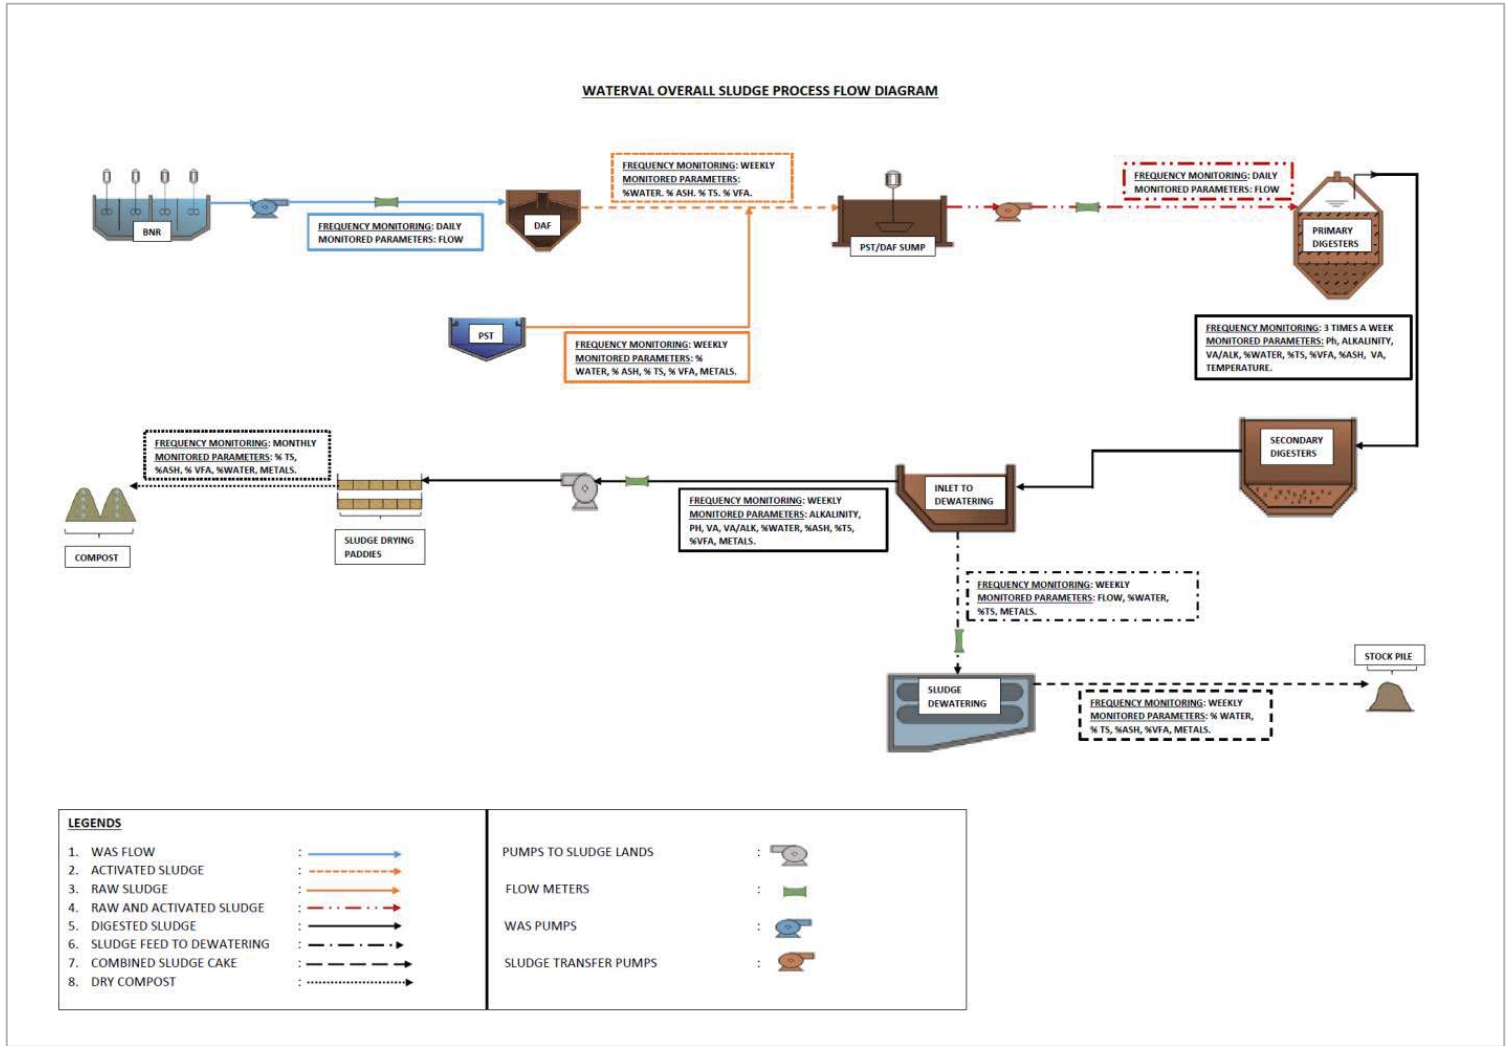 WATERVAL OVERALL SLUDGE PROCESS FLOW DIAGRAM
BNR
FREQUENCY MONITORING: DAILY
MONITORED PARAMETERS: FLOW
DAF
FREQUENCY MONITORING: WEEKLY
MONITORED PARAMETERS:
%WATER. % ASH. % TS. % VFA.
PST
FREQUENCY MONITORING: WEEKLY
MONITORED PARAMETERS: %
WATER, % ASH, % TS, % VFA, METALS.
PST/DAF SUMP
FREQUENCY MONITORING: DAILY
MONITORED PARAMETERS: FLOW
PRIMARY
DIGESTERS
FREQUENCY MONITORING: 3 TIMES A WEEK
MONITORED PARAMETERS: Ph, ALKALINITY,
VA/ALK, %WATER, %TS, %VFA, %ASH, VA,
TEMPERATURE.
SECONDARY
DIGESTERS
INLET TO
DEWATERING
FREQUENCY MONITORING: WEEKLY
MONITORED PARAMETERS: ALKALINITY,
PH, VA, VA/ALK, %WATER, %ASH, %TS,
%VFA, METALS.
SLUDGE DRYING
PADDIES
FREQUENCY MONITORING: MONTHLY
MONITORED PARAMETERS: % TS,
%ASH, % VFA, %WATER, METALS.
COMPOST
FREQUENCY MONITORING: WEEKLY
MONITORED PARAMETERS: FLOW, %WATER,
%TS, METALS.
SLUDGE
DEWATERING
FREQUENCY MONITORING: WEEKLY
MONITORED PARAMETERS: % WATER,
% TS, %ASH, %VFA, METALS.
STOCK PILE
LEGENDS
1. WAS FLOW :
2. ACTIVATED SLUDGE :
3. RAW SLUDGE :
4. RAW AND ACTIVATED SLUDGE :
5. DIGESTED SLUDGE :
6. SLUDGE FEED TO DEWATERING :
7. COMBINED SLUDGE CAKE :
8. DRY COMPOST :
PUMPS TO SLUDGE LANDS :
FLOW METERS :
WAS PUMPS :
SLUDGE TRANSFER PUMPS :